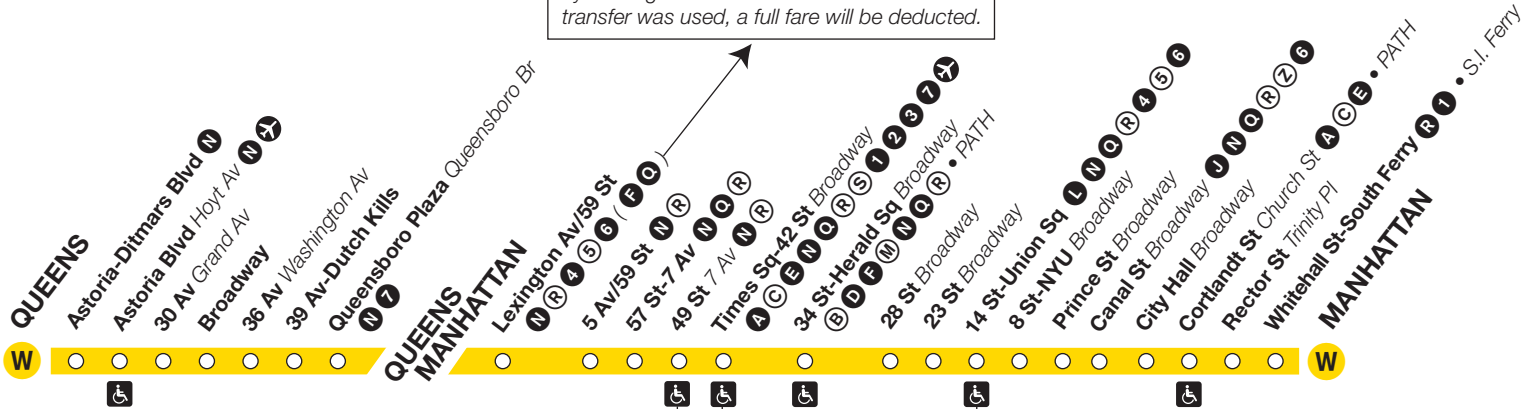 transfer was used, a full fare will be deducted.
W
QUEENS
Astoria-Ditmars Blvd N
Astoria Blvd Hoyt Av N
30 Av Grand Av
Broadway
36 Av Washington Av
39 Av-Dutch Kills
Queensboro Plaza Queensboro Br
N 7
QUEENS
MANHATTAN
Lexington Av/59 St
N R 4 5 6 ( F Q )
5 Av/59 St N R
57 St-7 Av N Q R
49 St 7 Av N R
Times Sq-42 St Broadway
A C E N Q R S 1 2 3 7
34 St-Herald Sq Broadway
B D F M N Q R • PATH
28 St Broadway
23 St Broadway
14 St-Union Sq L N Q R 4 5 6
8 St-NYU Broadway
Prince St Broadway
Canal St Broadway J N Q R Z 6
City Hall Broadway
Cortlandt St Church St A C E • PATH
Rector St Trinity Pl
Whitehall St-South Ferry R 1 • S.I. Ferry
MANHATTAN
W